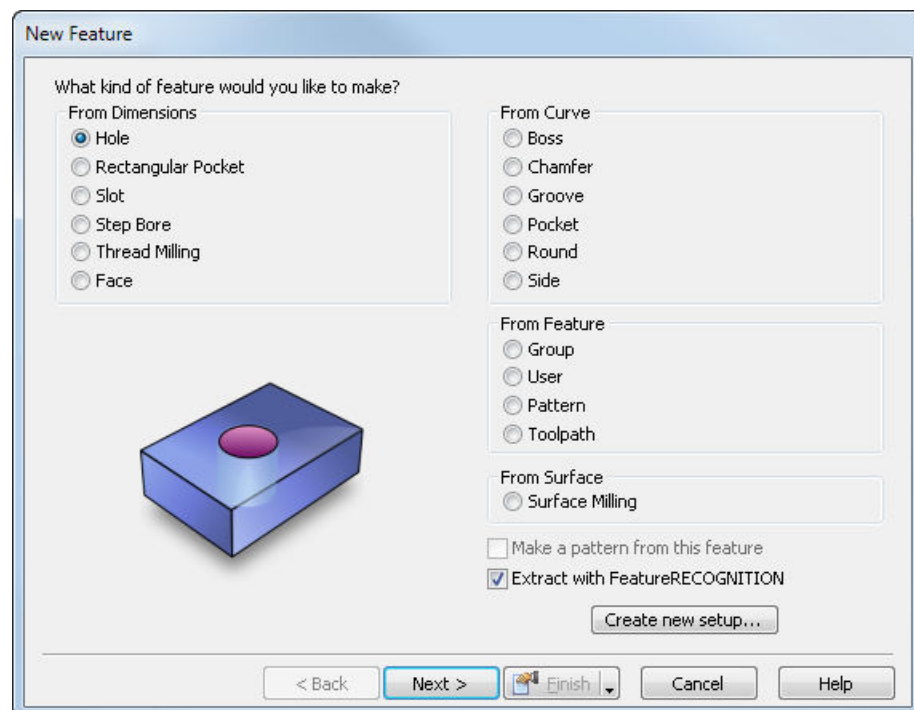 New Feature
What kind of feature would you like to make?
From Dimensions
Hole
Rectangular Pocket
Slot
Step Bore
Thread Milling
Face
From Curve
Boss
Chamfer
Groove
Pocket
Round
Side
From Feature
Group
User
Pattern
Toolpath
From Surface
Surface Milling
Make a pattern from this feature
Extract with FeatureRECOGNITION
Create new setup...
< Back Next > Finish Cancel Help